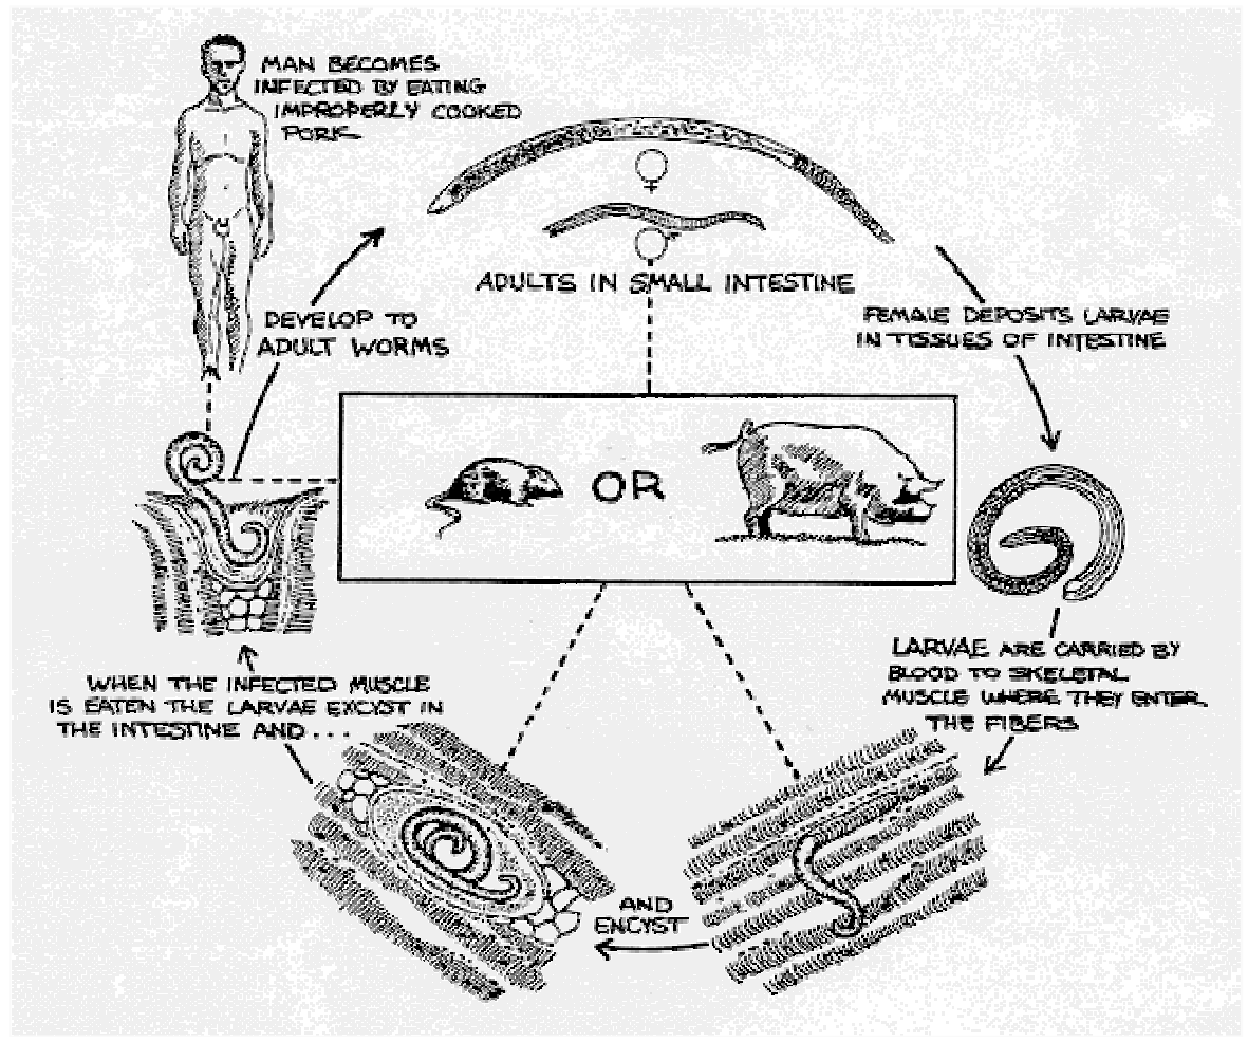 MAN BECOMES
INFECTED BY EATING
IMPROPERLY COOKED
PORK
ADULTS IN SMALL INTESTINE
DEVELOP TO
ADULT WORMS
FEMALE DEPOSITS LARVAE
IN TISSUES OF INTESTINE
OR
LARVAE ARE CARRIED BY
BLOOD TO SKELETAL
MUSCLE WHERE THEY ENTER
THE FIBERS
WHEN THE INFECTED MUSCLE
IS EATEN THE LARVAE EXCYST IN
THE INTESTINE AND...
AND
ENCYST